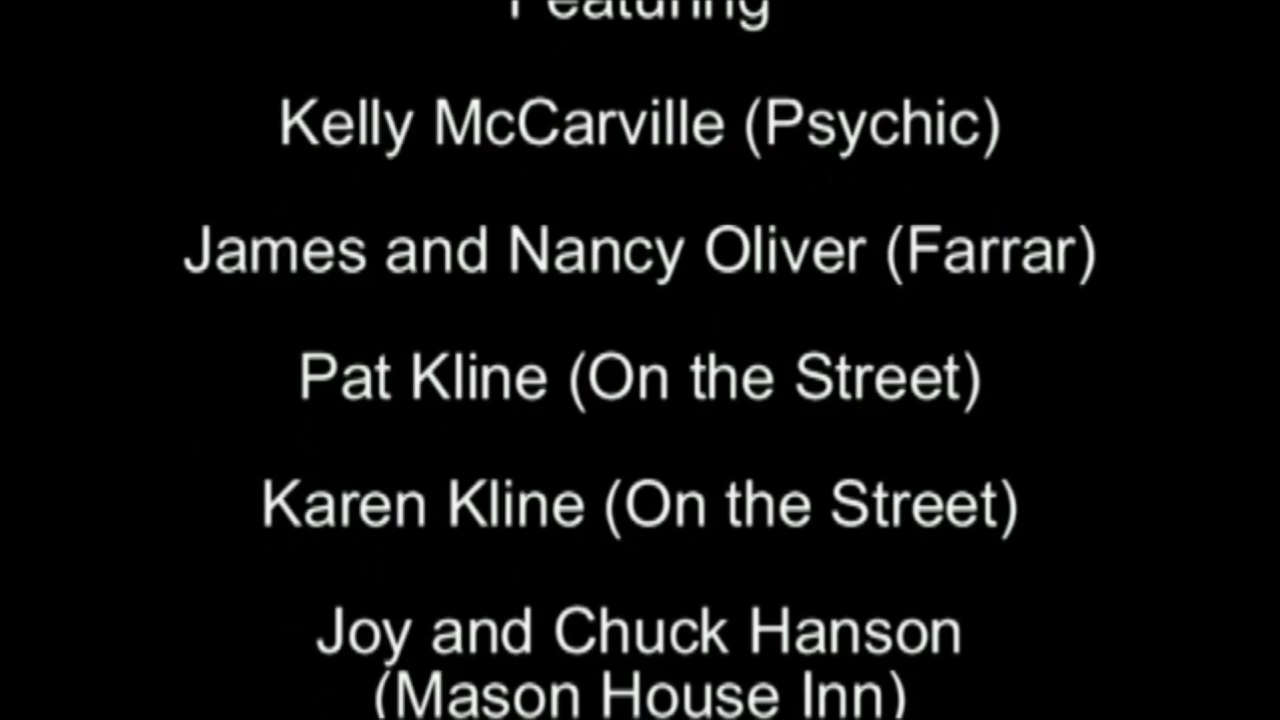 Featuring
Kelly McCarville (Psychic)
James and Nancy Oliver (Farrar)
Pat Kline (On the Street)
Karen Kline (On the Street)
Joy and Chuck Hanson
(Mason House Inn)